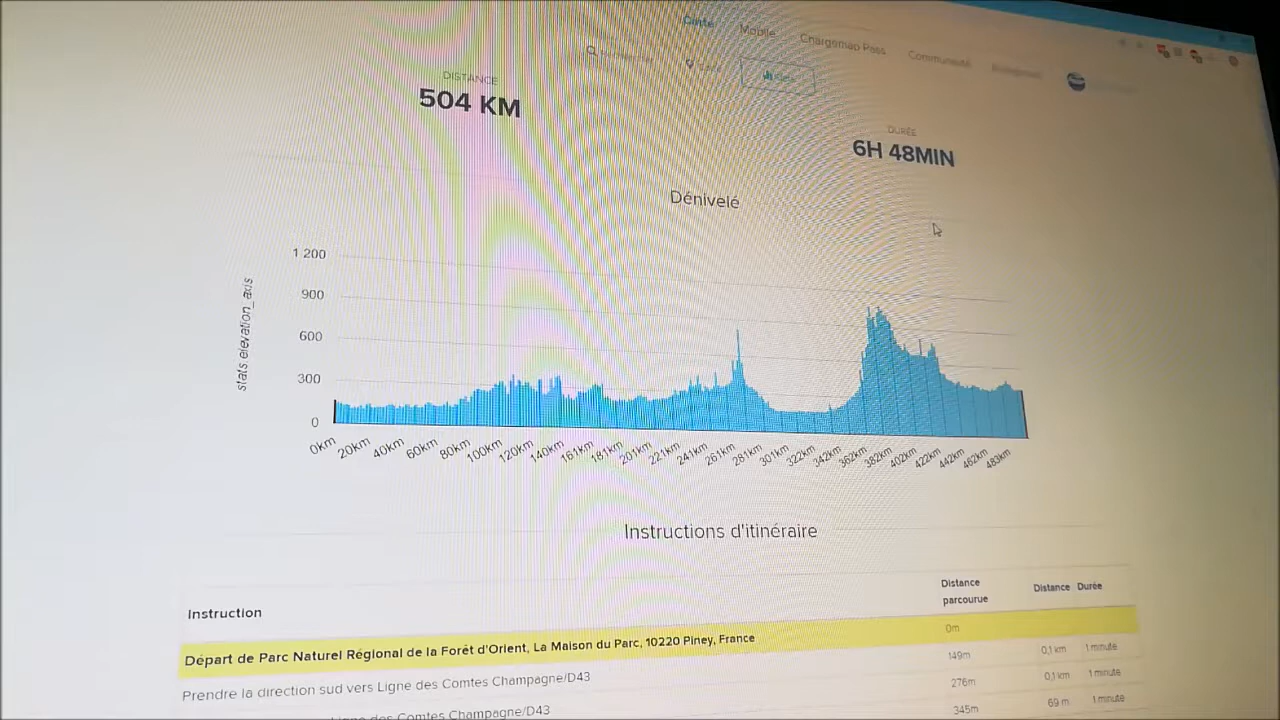 Carte Mobile Chargemap Pass Communauté
Carte Stats
DISTANCE
504 KM
DURÉE
6H 48MIN
Dénivelé
stats.elevation_axis
1 200
900
600
300
0
0km 20km 40km 60km 80km 100km 120km 140km 161km 181km 201km 221km 241km 261km 281km 301km 322km 342km 362km 382km 402km 422km 442km 462km 483km
Instructions d'itinéraire
Instruction Distance parcourue Distance Durée
Départ de Parc Naturel Régional de la Forêt d'Orient, La Maison du Parc, 10220 Piney, France 0m
149m 0,1 km 1 minute
Prendre la direction sud vers Ligne des Comtes Champagne/D43 276m 0,1 km 1 minute
Ligne des Comtes Champagne/D43 345m 69 m 1 minute